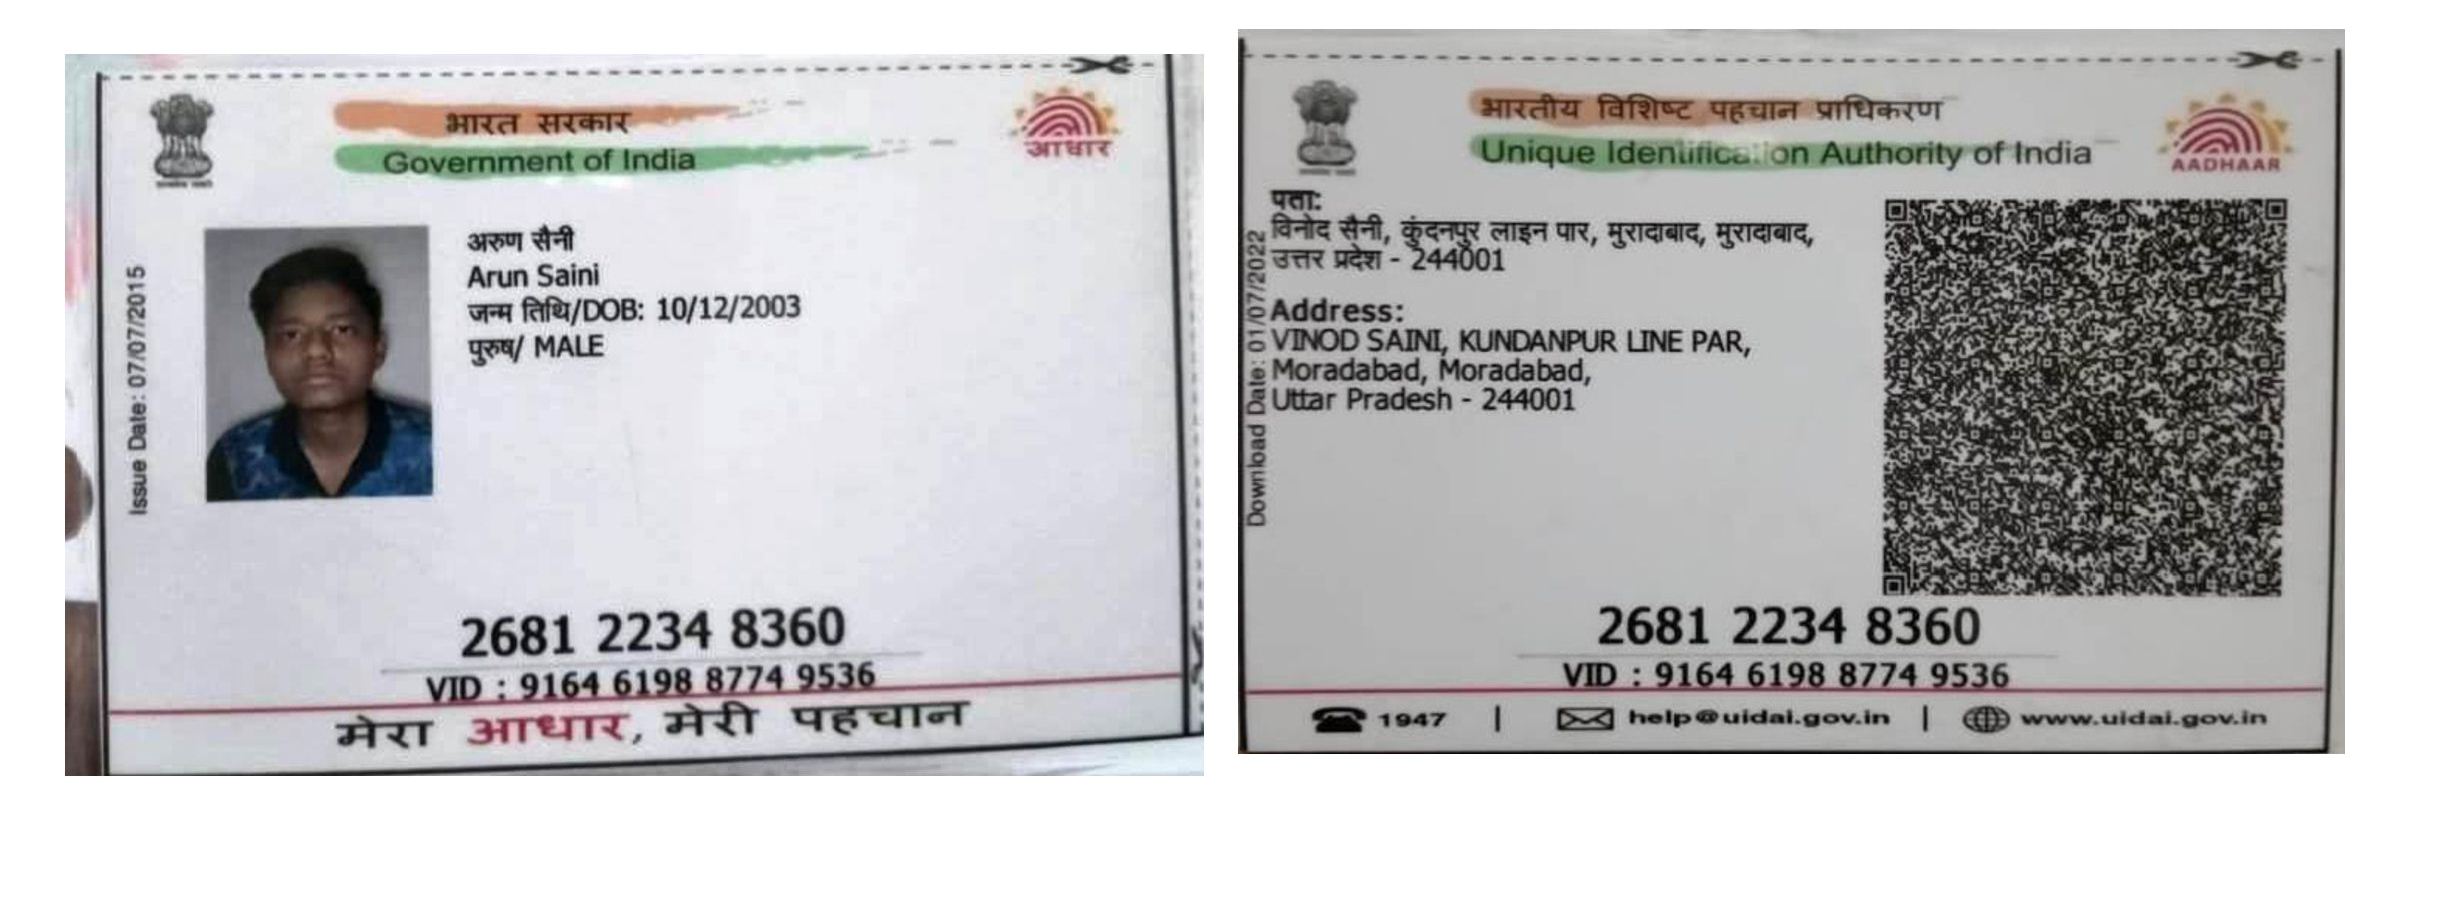 भारत सरकार
Government of India
आधार
Issue Date: 07/07/2015
अरुण सैनी
Arun Saini
जन्म तिथि/DOB: 10/12/2003
पुरुष/ MALE
2681 2234 8360
VID : 9164 6198 8774 9536
मेरा आधार, मेरी पहचान
भारतीय विशिष्ट पहचान प्राधिकरण
Unique Identification Authority of India
AADHAAR
Download Date: 01/07/2022
पता:
विनोद सैनी, कुंदनपुर लाइन पार, मुरादाबाद, मुरादाबाद,
उत्तर प्रदेश - 244001
Address:
VINOD SAINI, KUNDANPUR LINE PAR,
Moradabad, Moradabad,
Uttar Pradesh - 244001
2681 2234 8360
VID : 9164 6198 8774 9536
1947 | help@uidai.gov.in | www.uidai.gov.in